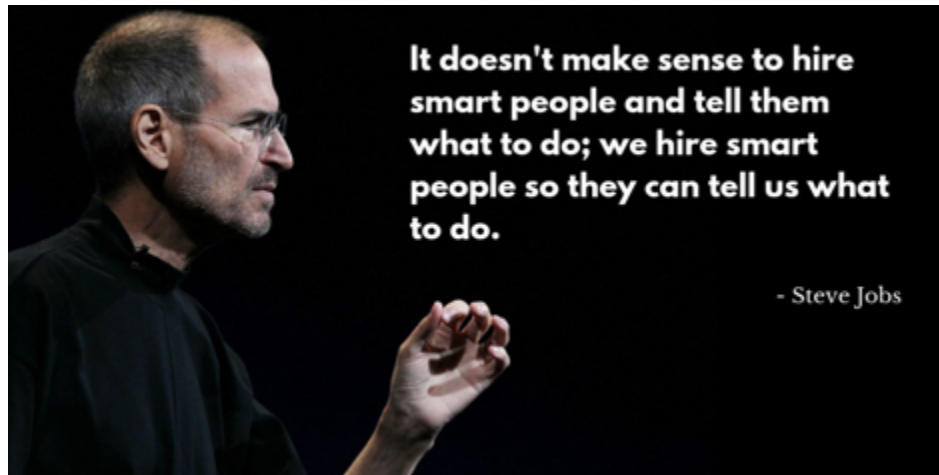 It doesn't make sense to hire
smart people and tell them
what to do; we hire smart
people so they can tell us what
to do.
- Steve Jobs